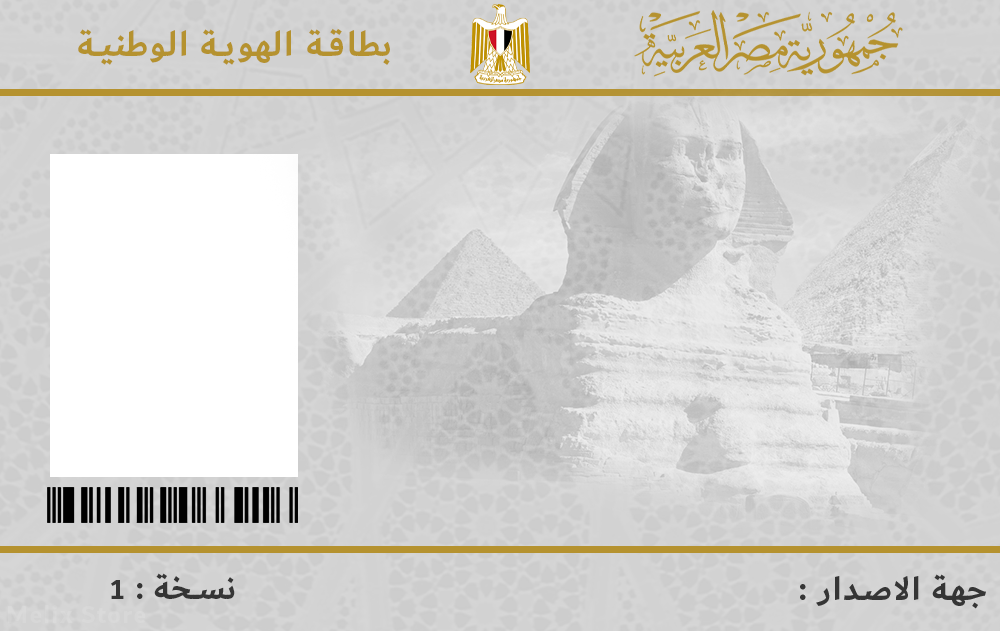 جمهورية مصر العربية
بطاقة الهوية الوطنية
جهة الاصدار :
نسخة : 1